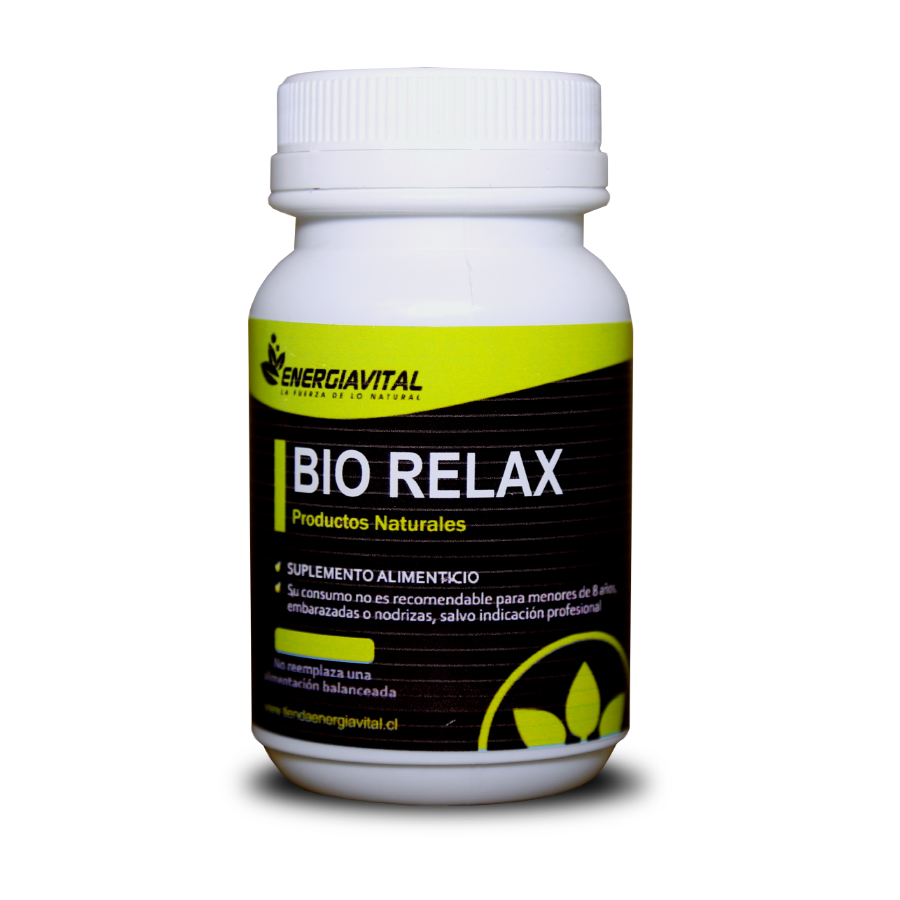 ENERGIAVITAL
LA FUERZA DE LO NATURAL
BIO RELAX
Productos Naturales
SUPLEMENTO ALIMENTICIO
Su consumo no es recomendable para menores de 8 años,
embarazadas o nodrizas, salvo indicación profesional
No reemplaza una
alimentación balanceada
www.tiendaenergiavital.cl